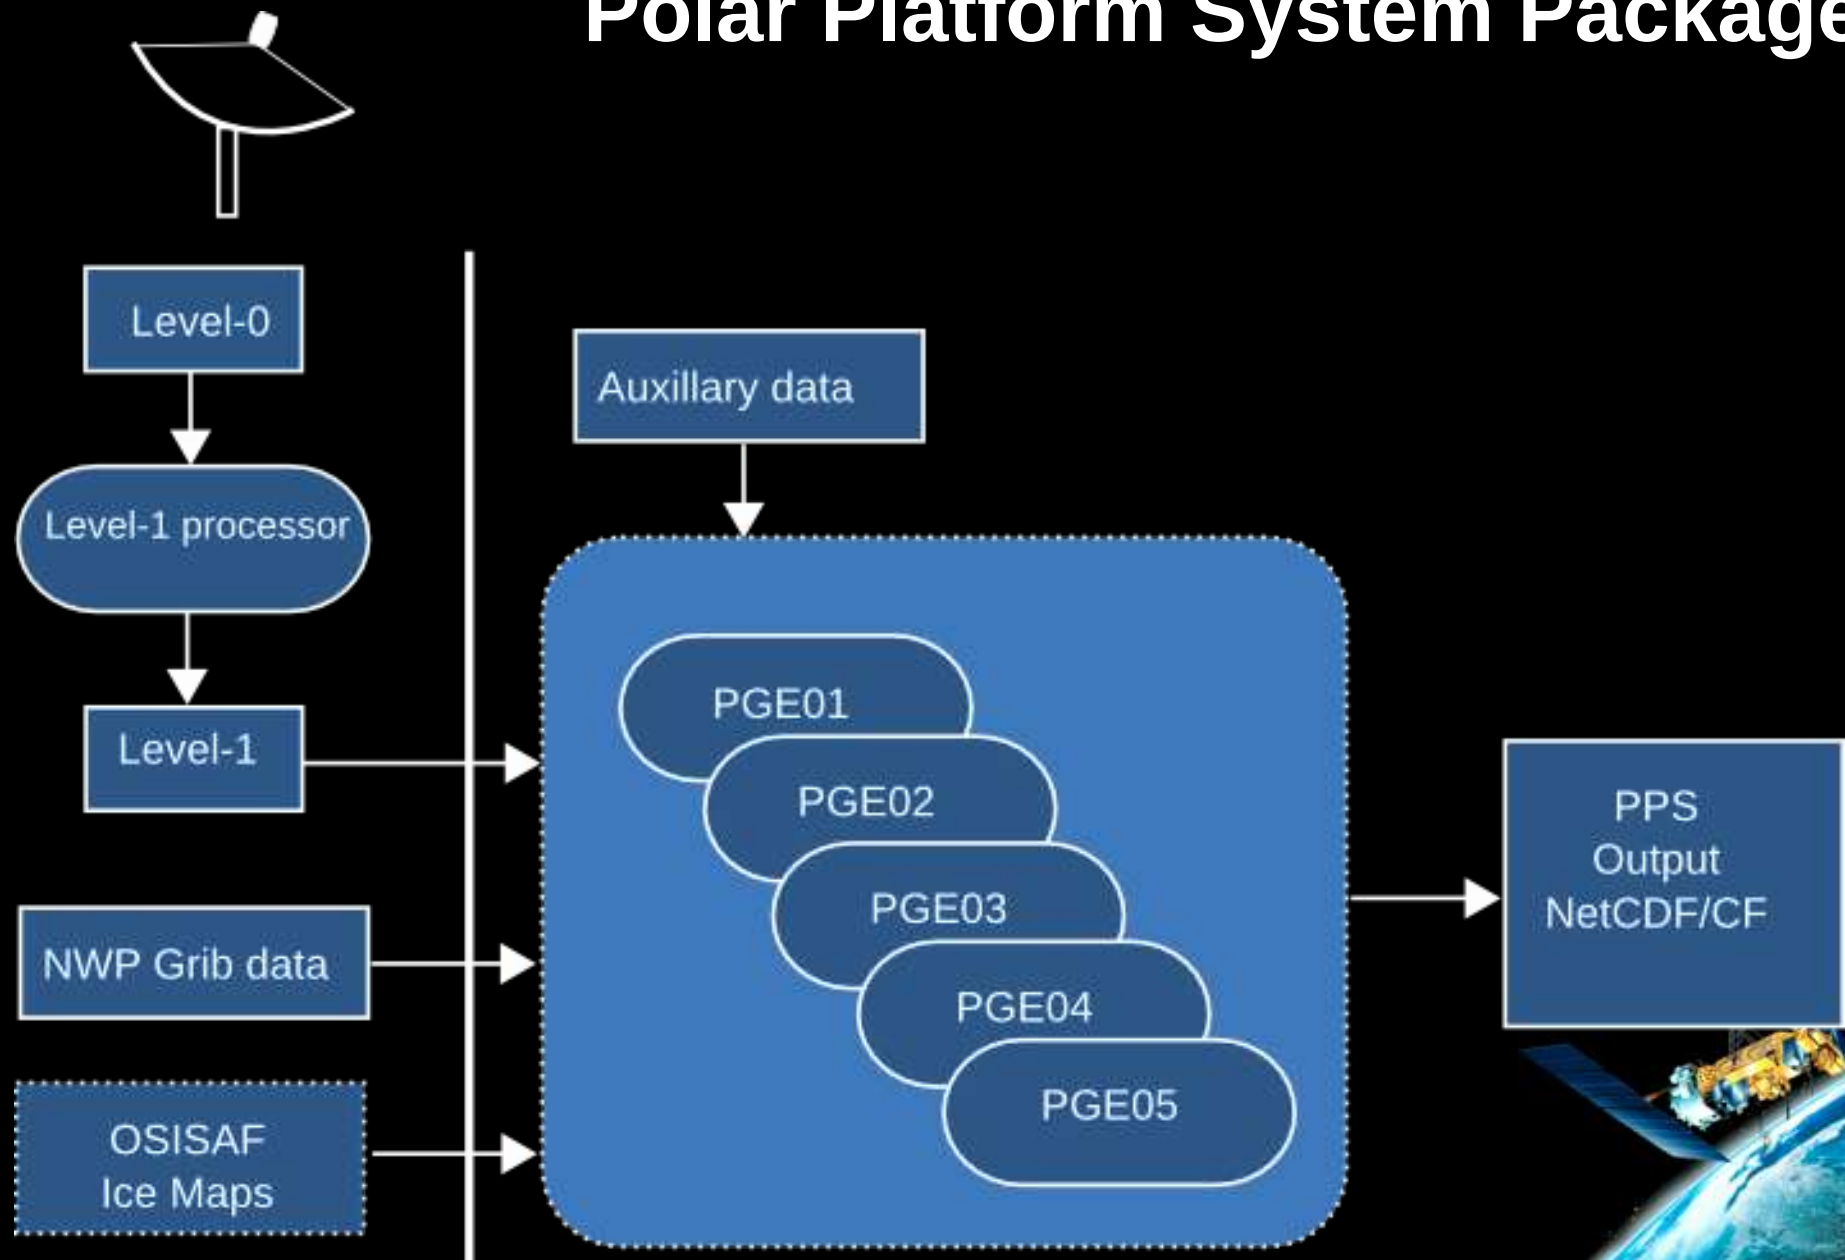 Polar Platform System Package
Level-0
Auxillary data
Level-1 processor
PGE01
Level-1
PGE02
PPS
Output
NetCDF/CF
PGE03
NWP Grib data
PGE04
PGE05
OSISAF
Ice Maps